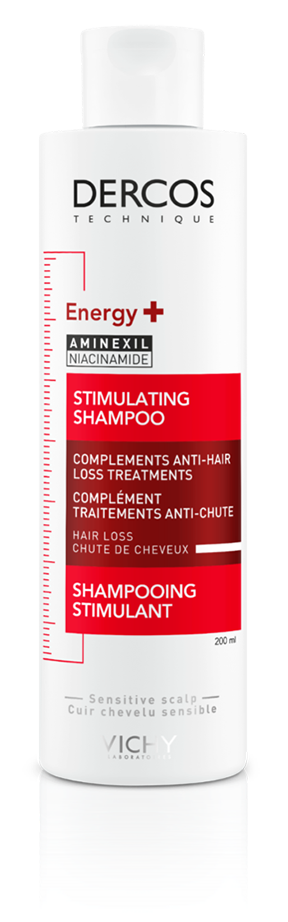 DERCOS
TECHNIQUE
Energy +
AMINEXIL
NIACINAMIDE
STIMULATING
SHAMPOO
COMPLEMENTS ANTI-HAIR
LOSS TREATMENTS
COMPLÉMENT
TRAITEMENTS ANTI-CHUTE
HAIR LOSS
CHUTE DE CHEVEUX
SHAMPOOING
STIMULANT
200 ml
Sensitive scalp
Cuir chevelu sensible
VICHY
LABORATOIRES